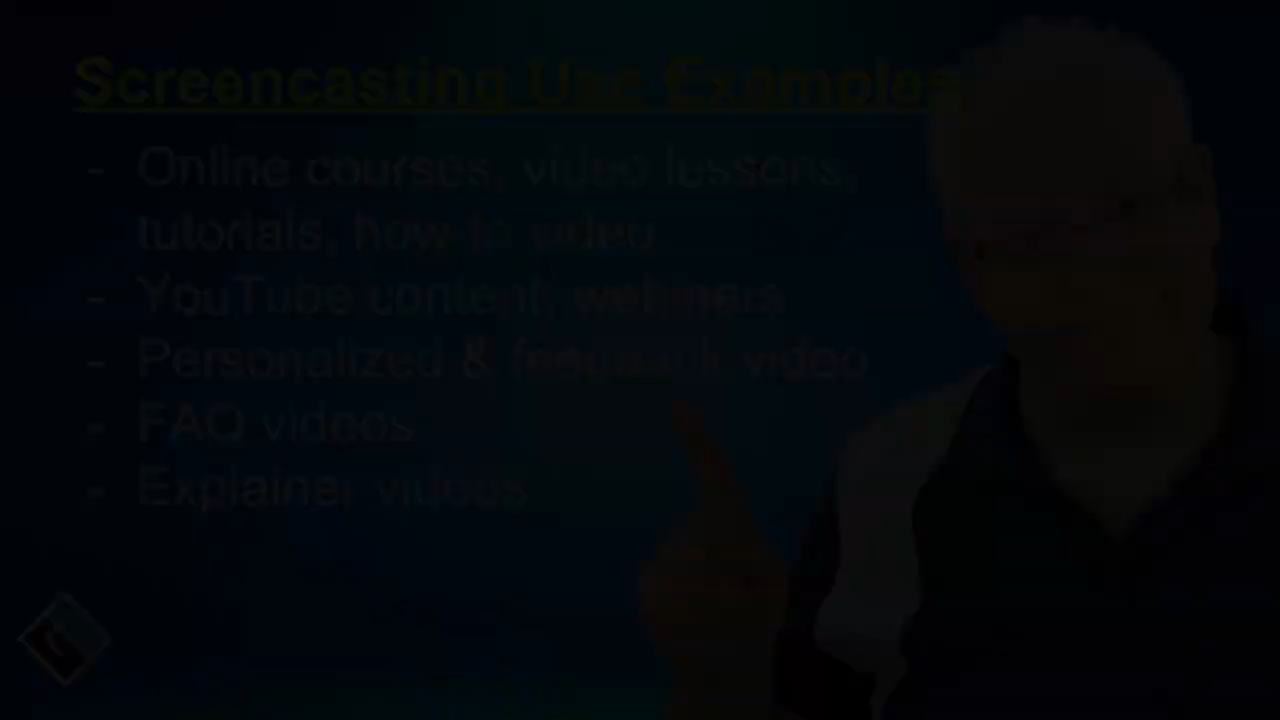 Screencasting Use Examples
- Online courses, video lessons,
tutorials, how-to video
- YouTube content, webinars
- Personalized & feedback video
- FAQ videos
- Explainer videos